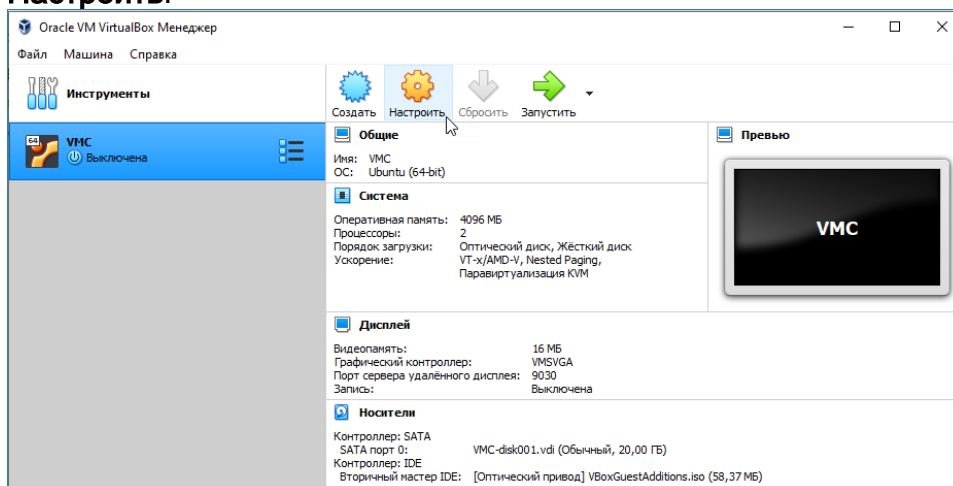 Настроить
Oracle VM VirtualBox Менеджер
Файл Машина Справка
Инструменты
Создать Настроить Сбросить Запустить
64
VMC
Выключена
Общие
Имя: VMC
ОС: Ubuntu (64-bit)
Превью
VMC
Система
Оперативная память: 4096 МБ
Процессоры: 2
Порядок загрузки: Оптический диск, Жёсткий диск
Ускорение: VT-x/AMD-V, Nested Paging,
Паравиртуализация KVM
Дисплей
Видеопамять: 16 МБ
Графический контроллер: VMSVGA
Порт сервера удалённого дисплея: 9030
Запись: Выключена
Носители
Контроллер: SATA
SATA порт 0: VMC-disk001.vdi (Обычный, 20,00 ГБ)
Контроллер: IDE
Вторичный мастер IDE: [Оптический привод] VBoxGuestAdditions.iso (58,37 МБ)